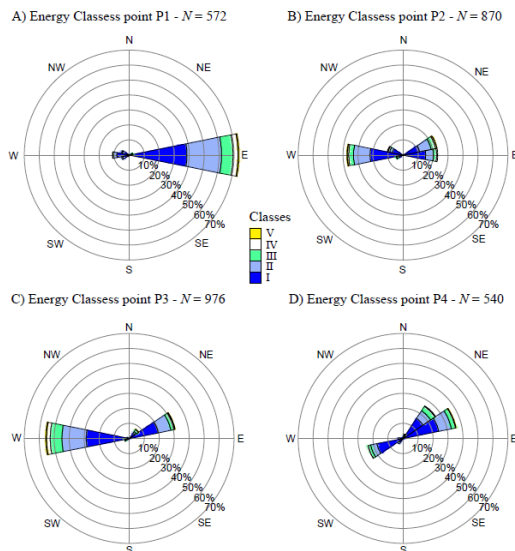 A) Energy Classess point P1 - N = 572
B) Energy Classess point P2 - N = 870
N
NW
NE
W
E
10%
20%
30%
40%
50%
60%
70%
SW
SE
S
N
NE
W
E
10%
20%
30%
40%
50%
60%
70%
SW
SE
S
Classes
V
IV
III
II
I
C) Energy Classess point P3 - N = 976
D) Energy Classess point P4 - N = 540
N
NW
NE
W
E
10%
20%
30%
40%
50%
60%
70%
SW
SE
S
N
NW
NE
W
E
10%
20%
30%
40%
50%
60%
70%
SW
SE
S